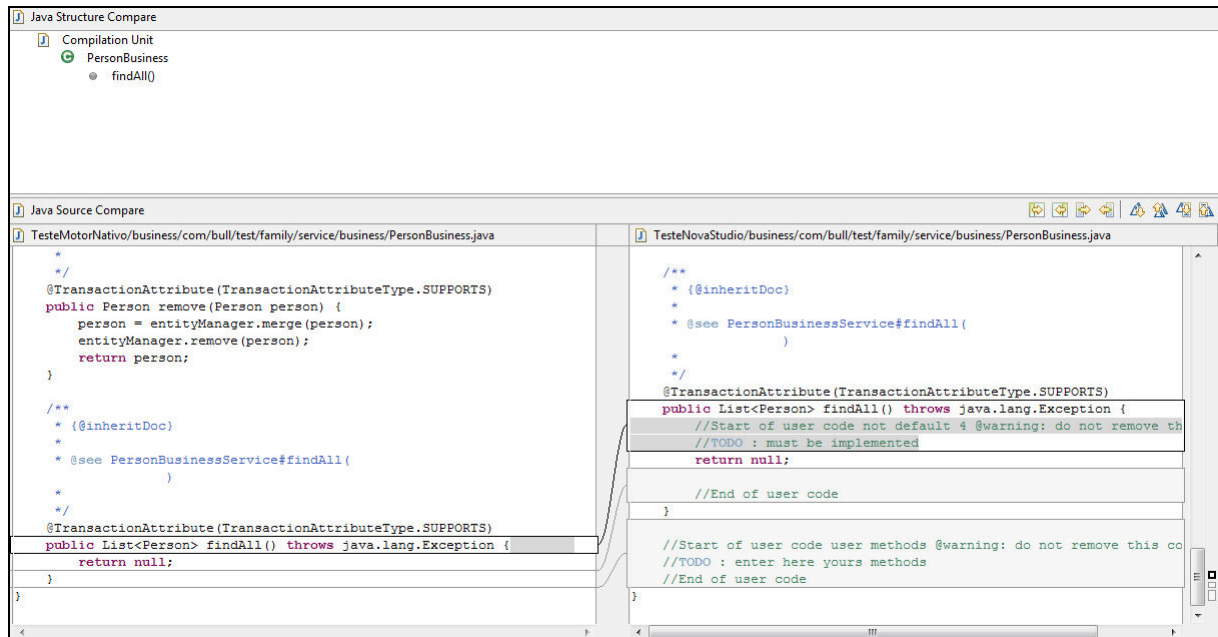 Java Structure Compare
Compilation Unit
PersonBusiness
findAll()
Java Source Compare
TesteMotorNativo/business/com/bull/test/family/service/business/PersonBusiness.java
*
*/
@TransactionAttribute(TransactionAttributeType.SUPPORTS)
public Person remove(Person person) {
person = entityManager.merge(person);
entityManager.remove(person);
return person;
}
/**
* {@inheritDoc}
*
* @see PersonBusinessService#findAll(
)
*
*/
@TransactionAttribute(TransactionAttributeType.SUPPORTS)
public List<Person> findAll() throws java.lang.Exception {
return null;
}
}
TesteNovaStudio/business/com/bull/test/family/service/business/PersonBusiness.java
/**
* {@inheritDoc}
*
* @see PersonBusinessService#findAll(
)
*
*/
@TransactionAttribute(TransactionAttributeType.SUPPORTS)
public List<Person> findAll() throws java.lang.Exception {
//Start of user code not default 4 @warning: do not remove th
//TODO : must be implemented
return null;
//End of user code
}
//Start of user code user methods @warning: do not remove this co
//TODO : enter here yours methods
//End of user code
}